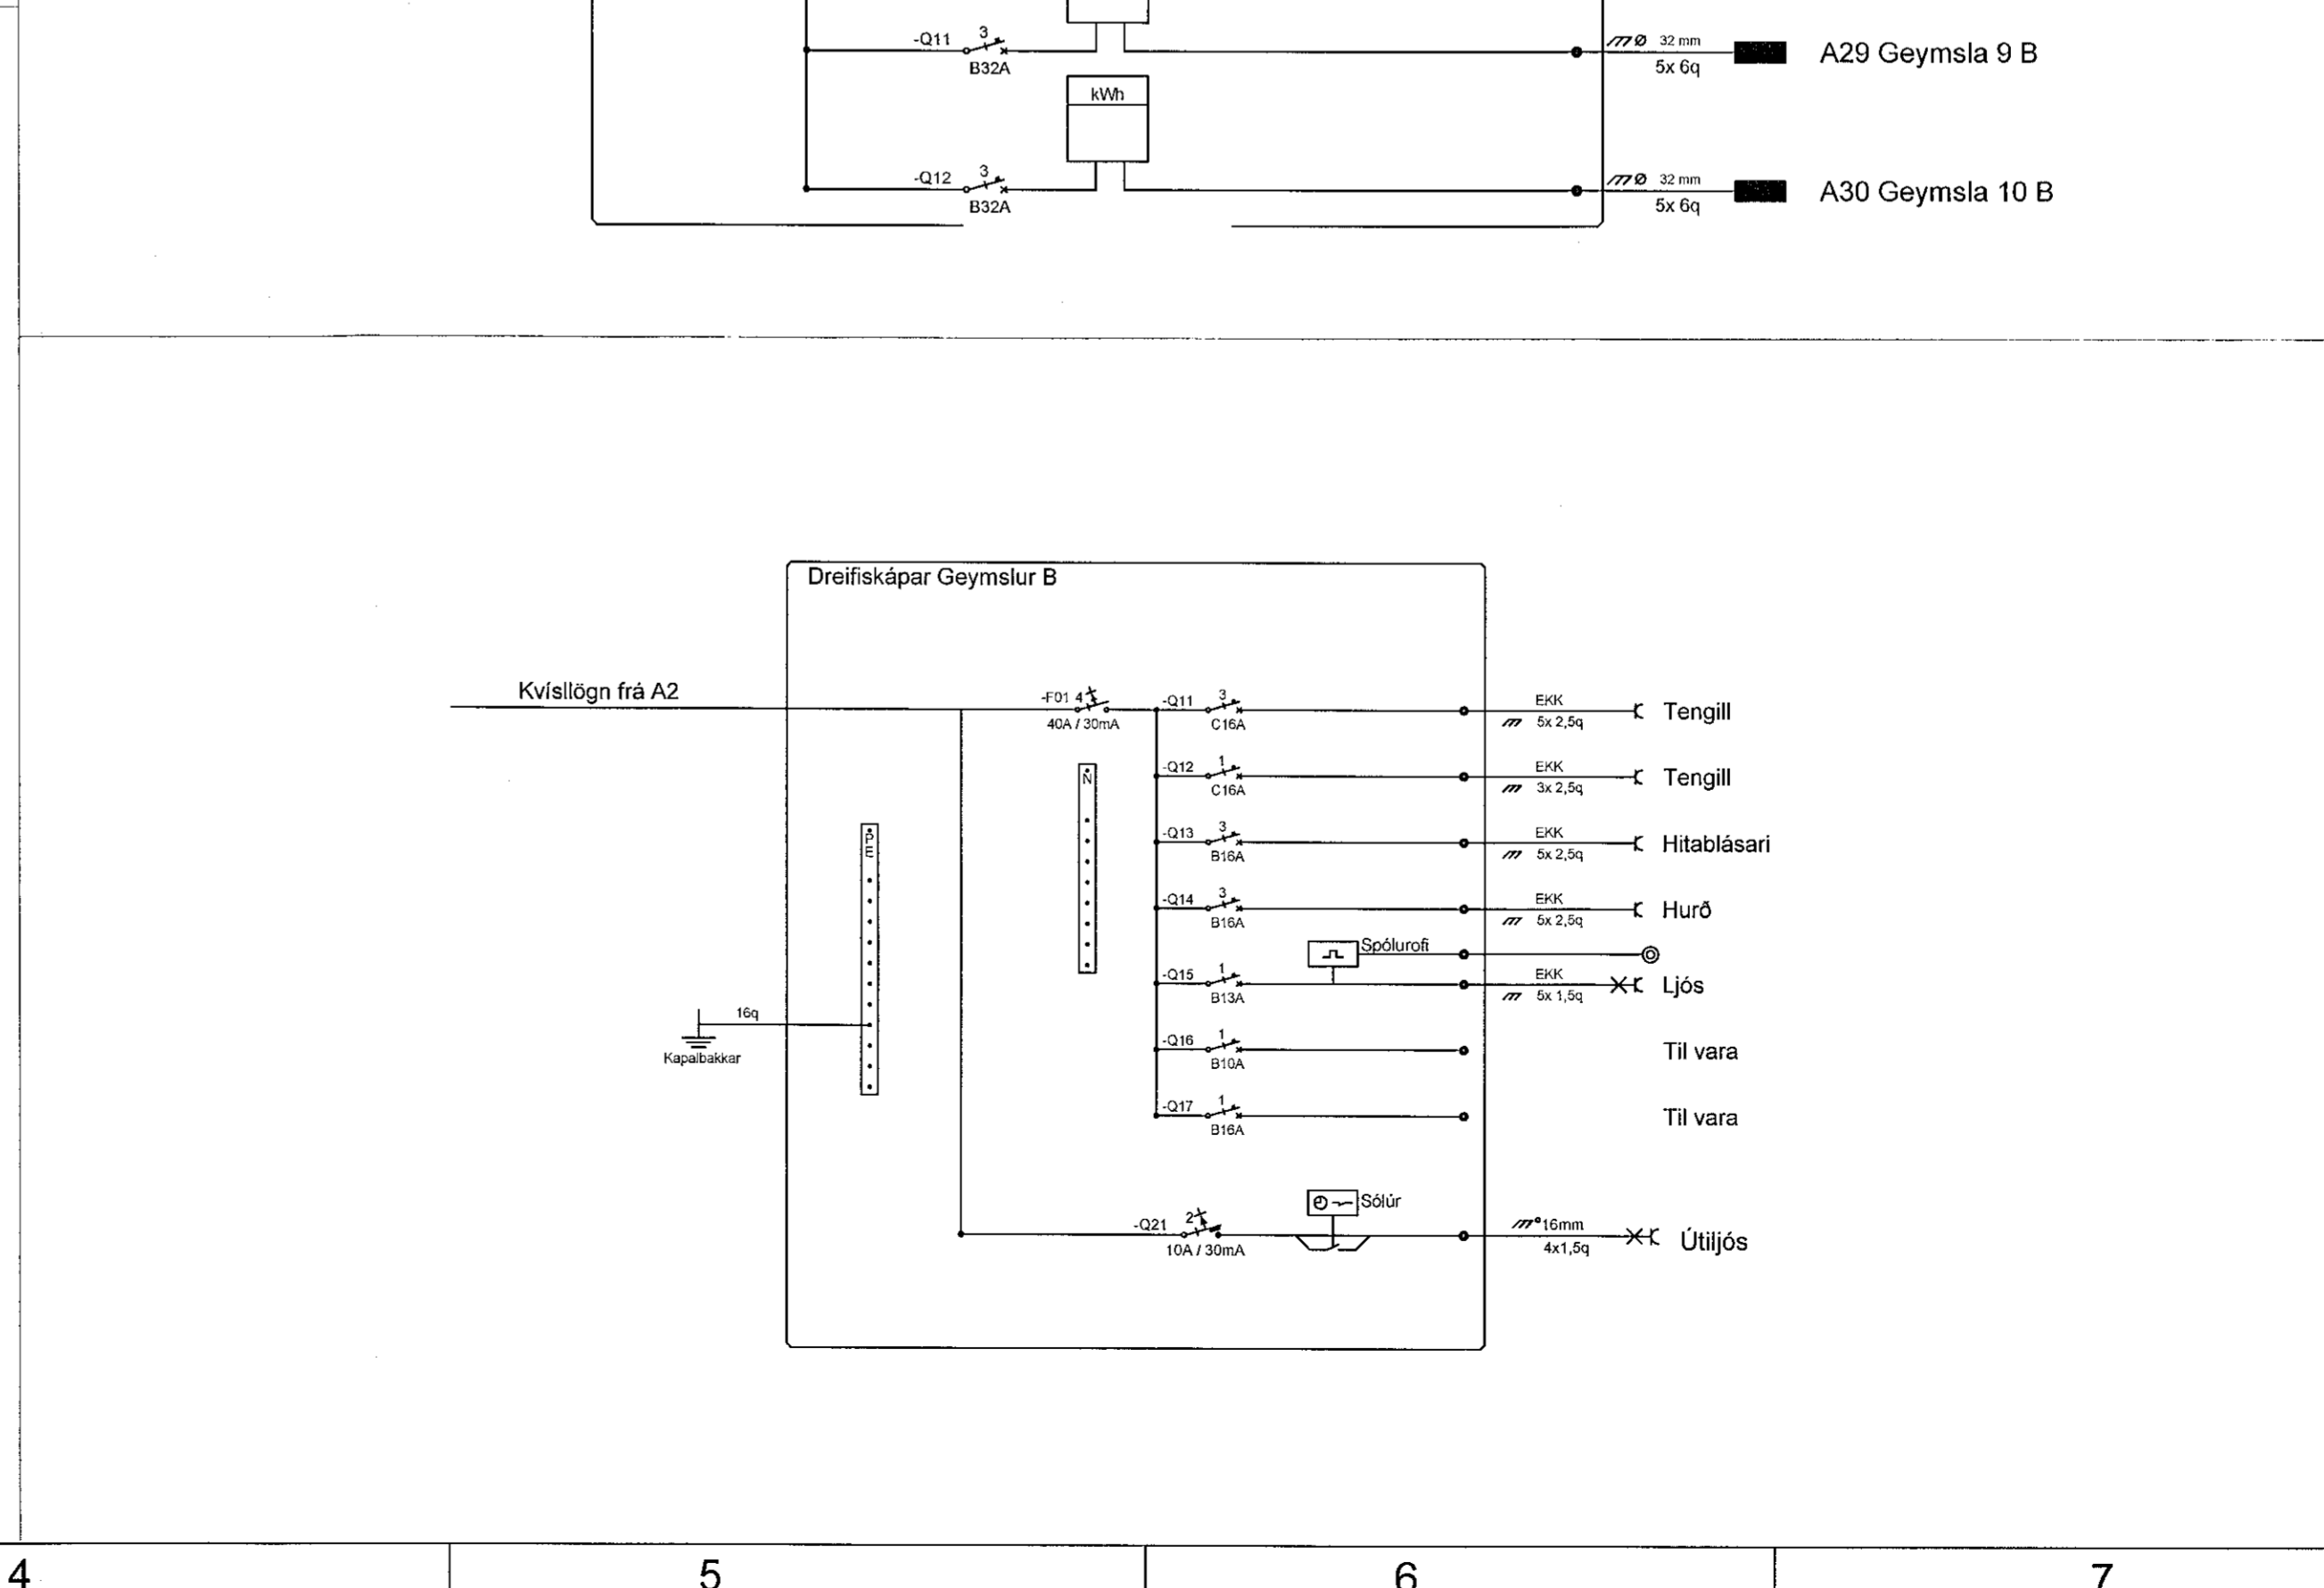 -Q11 3 32 mm A29 Geymsla 9 B
B32A 5x 6q
kWh
-Q12 3 32 mm A30 Geymsla 10 B
B32A 5x 6q
Dreifiskápar Geymslur B
Kvísllögn frá A2
-F01 4 -Q11 3 EKK Tengill
40A / 30mA C16A 5x 2,5q
-Q12 1 EKK Tengill
N C16A 3x 2,5q
-Q13 3 EKK Hitablásari
PE B16A 5x 2,5q
-Q14 3 EKK Hurð
B16A 5x 2,5q
Spólurofi
-Q15 1 EKK Ljós
B13A 5x 1,5q
16q
Kapalbakkar
-Q16 1 Til vara
B10A
-Q17 1 Til vara
B16A
Sólúr
-Q21 2 16mm Útiljós
10A / 30mA 4x1,5q
4 5 6 7